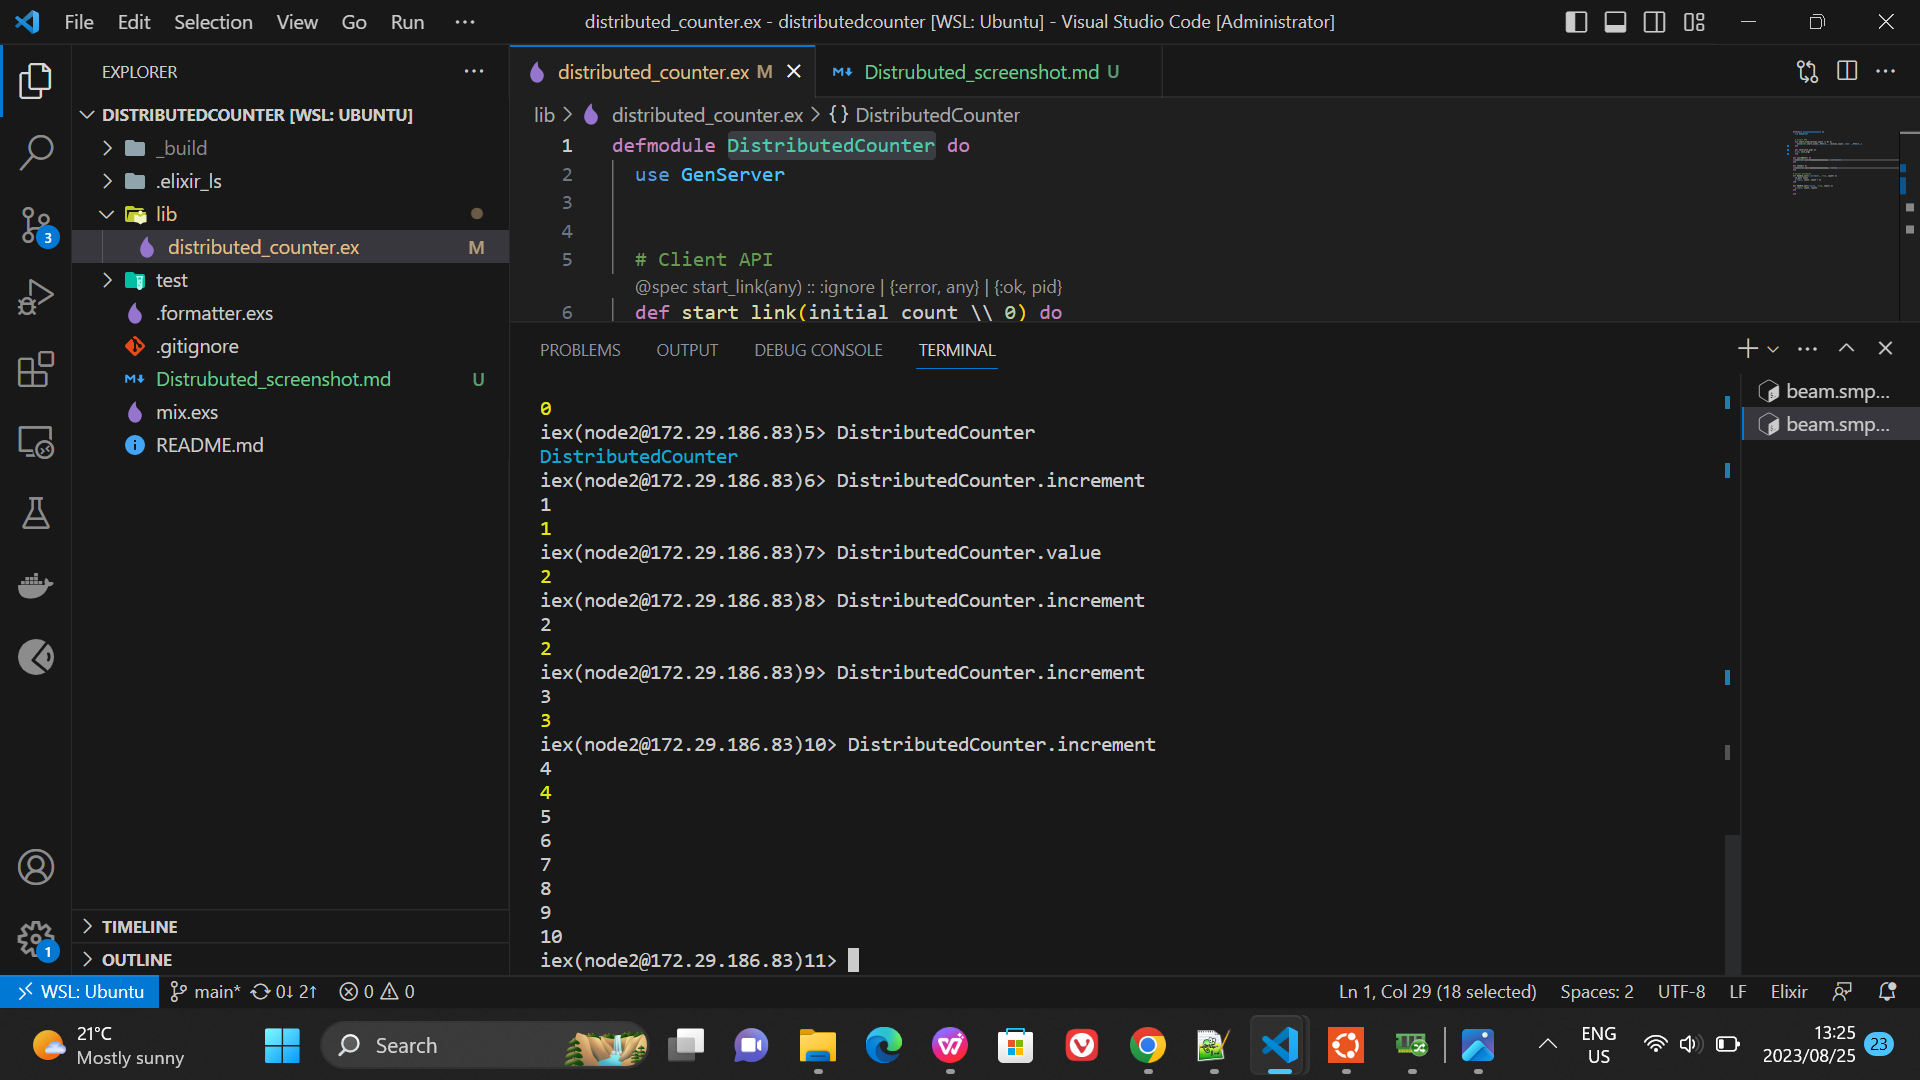 File Edit Selection View Go Run ···
distributed_counter.ex - distributedcounter [WSL: Ubuntu] - Visual Studio Code [Administrator]
EXPLORER
DISTRIBUTEDCOUNTER [WSL: UBUNTU]
_build
.elixir_ls
lib
distributed_counter.ex M
test
.formatter.exs
.gitignore
Distrubuted_screenshot.md U
mix.exs
README.md
TIMELINE
OUTLINE
3
1
distributed_counter.ex M
Distrubuted_screenshot.md U
lib > distributed_counter.ex > {} DistributedCounter
1 defmodule DistributedCounter do
2 use GenServer
3
4
5 # Client API
@spec start_link(any) :: :ignore | {:error, any} | {:ok, pid}
6 def start_link(initial_count \\ 0) do
PROBLEMS OUTPUT DEBUG CONSOLE TERMINAL
beam.smp...
beam.smp...
0
iex(node2@172.29.186.83)5> DistributedCounter
DistributedCounter
iex(node2@172.29.186.83)6> DistributedCounter.increment
1
1
iex(node2@172.29.186.83)7> DistributedCounter.value
2
iex(node2@172.29.186.83)8> DistributedCounter.increment
2
2
iex(node2@172.29.186.83)9> DistributedCounter.increment
3
3
iex(node2@172.29.186.83)10> DistributedCounter.increment
4
4
5
6
7
8
9
10
iex(node2@172.29.186.83)11>
WSL: Ubuntu main* 0↓ 2↑ 0 0
Ln 1, Col 29 (18 selected) Spaces: 2 UTF-8 LF Elixir
21°C
Mostly sunny
Search
ENG
US
13:25
2023/08/25
23